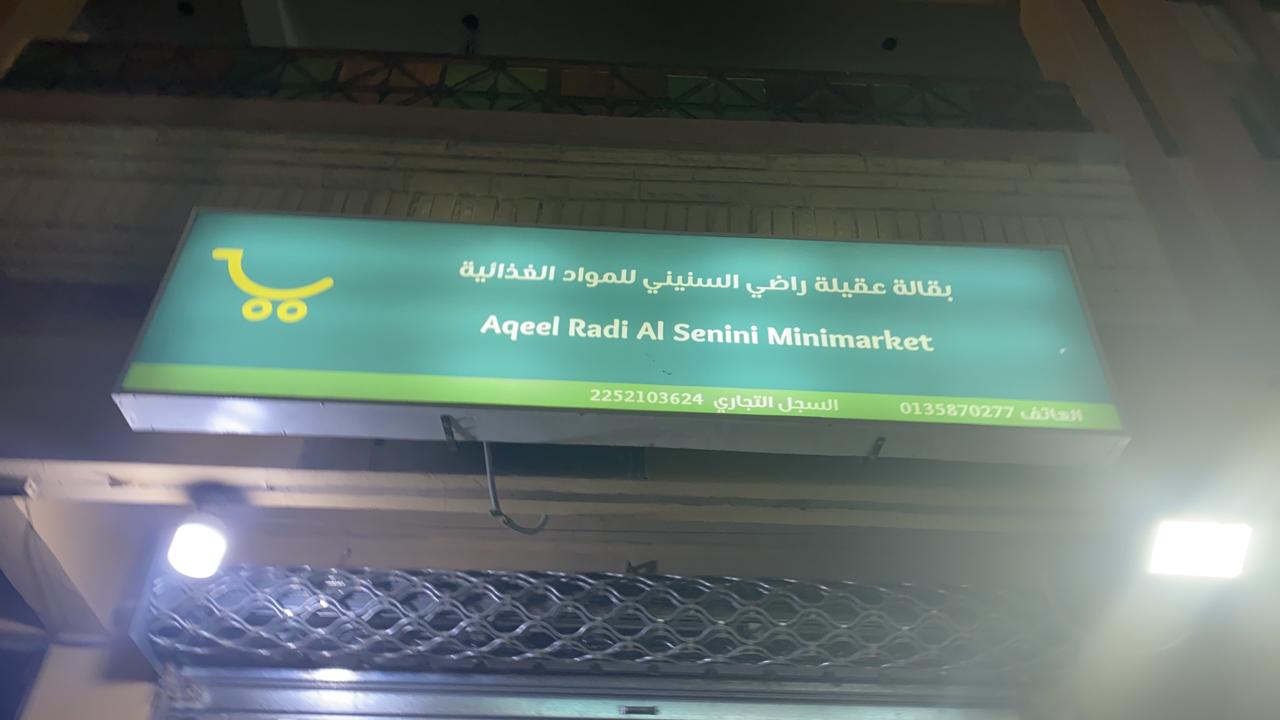 بقالة عقيلة راضي السنيني للمواد الغذائية
Aqeel Radi Al Senini Minimarket
الهاتف 0135870277 السجل التجاري 2252103624